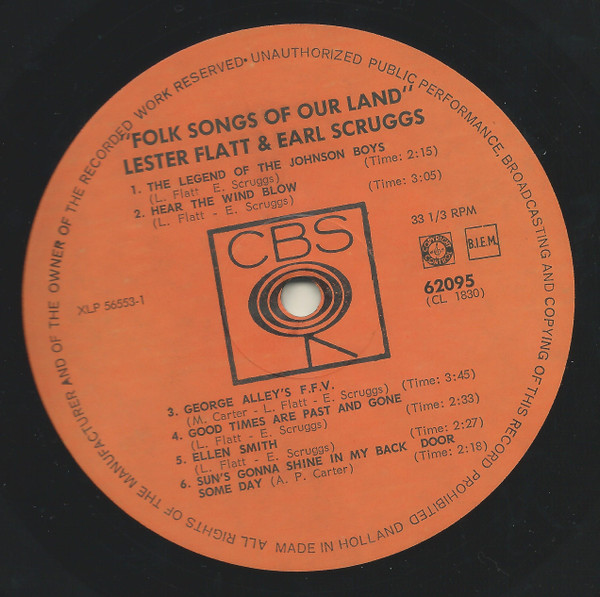 ALL RIGHTS OF THE MANUFACTURER AND OF THE OWNER OF THE RECORDED WORK RESERVED • UNAUTHORIZED PUBLIC PERFORMANCE, BROADCASTING AND COPYING OF THIS RECORD PROHIBITED
"FOLK SONGS OF OUR LAND"
LESTER FLATT & EARL SCRUGGS
1. THE LEGEND OF THE JOHNSON BOYS
(L. Flatt E. Scruggs) (Time: 2:15)
2. HEAR THE WIND BLOW
(L. Flatt - E. Scruggs) (Time: 3:05)
33 1/3 RPM
CBS
B.I.E.M.
62095
(CL 1830)
XLP 56553-1
3. GEORGE ALLEY'S F.F.V.
(M. Carter - L. Flatt - E. Scruggs) (Time: 3:45)
4. GOOD TIMES ARE PAST AND GONE
(L. Flatt - E. Scruggs) (Time: 2:33)
5. ELLEN SMITH
(L. Flatt - E. Scruggs) (Time: 2:27)
6. SUN'S GONNA SHINE IN MY BACK DOOR
SOME DAY (A. P. Carter) (Time: 2:18)
MADE IN HOLLAND